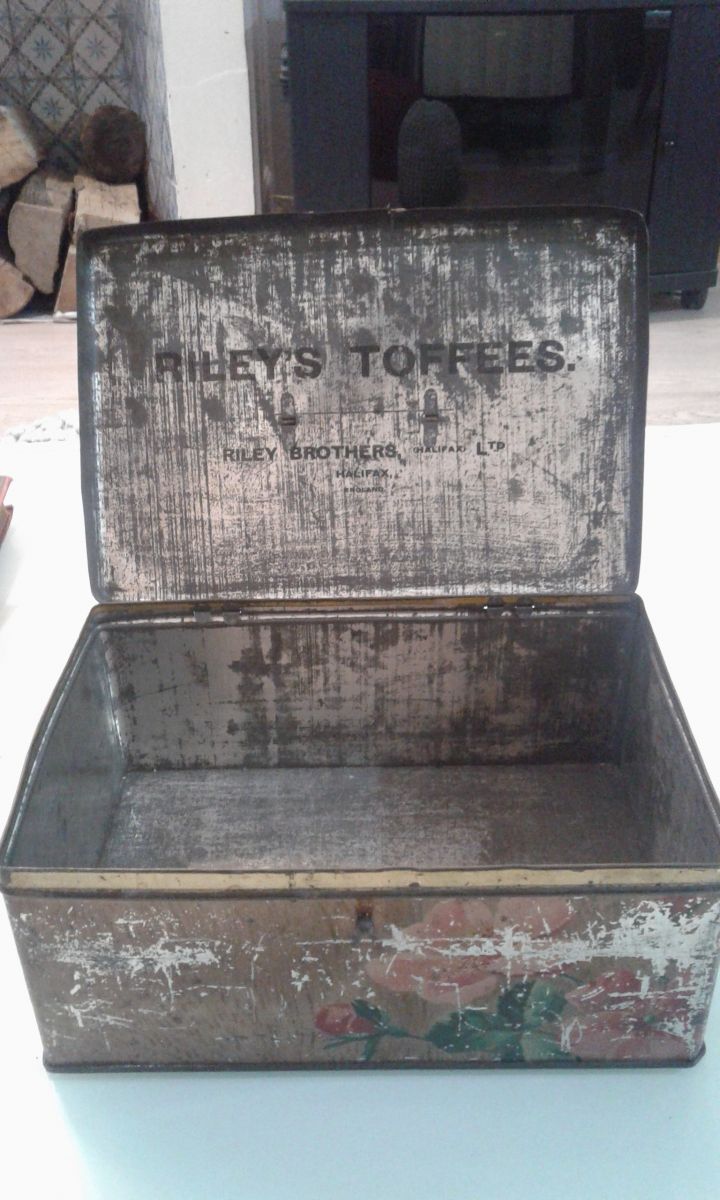 RILEY'S TOFFEES.
RILEY BROTHERS, (HALIFAX) LTD
HALIFAX,
ENGLAND